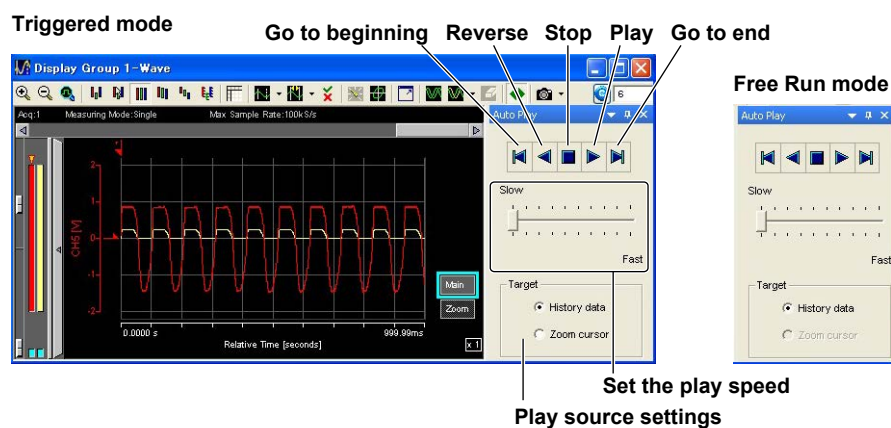 Triggered mode
Go to beginning Reverse Stop Play Go to end
Display Group 1-Wave
6
Acq:1 Measuring Mode:Single Max Sample Rate:100kS/s
Auto Play
Slow
Fast
Target
History data
Zoom cursor
2
1
0
-1
-2
CH5 [V]
Main
Zoom
0.0000 s
999.99ms
Relative Time [seconds]
x 1
Free Run mode
Auto Play
Slow
Fast
Target
History data
Zoom cursor
Set the play speed
Play source settings